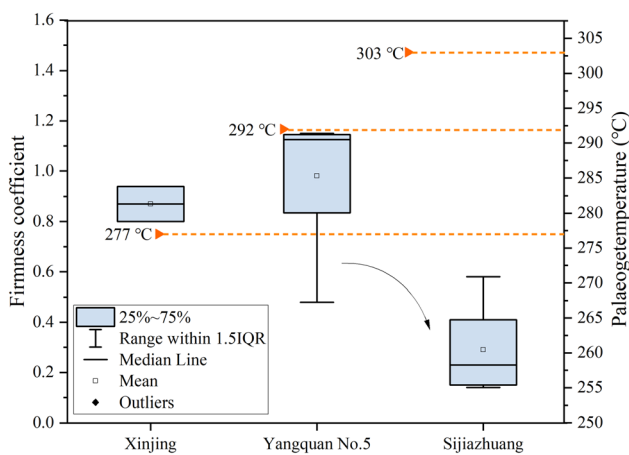 Firmness coefficient
1.6
1.4
1.2
1.0
0.8
0.6
0.4
0.2
0.0
303 ℃
292 ℃
277 ℃
25%~75%
Range within 1.5IQR
Median Line
Mean
Outliers
Xinjing
Yangquan No.5
Sijiazhuang
305
300
295
290
285
280
275
270
265
260
255
250
Palaeogetemperature (℃)